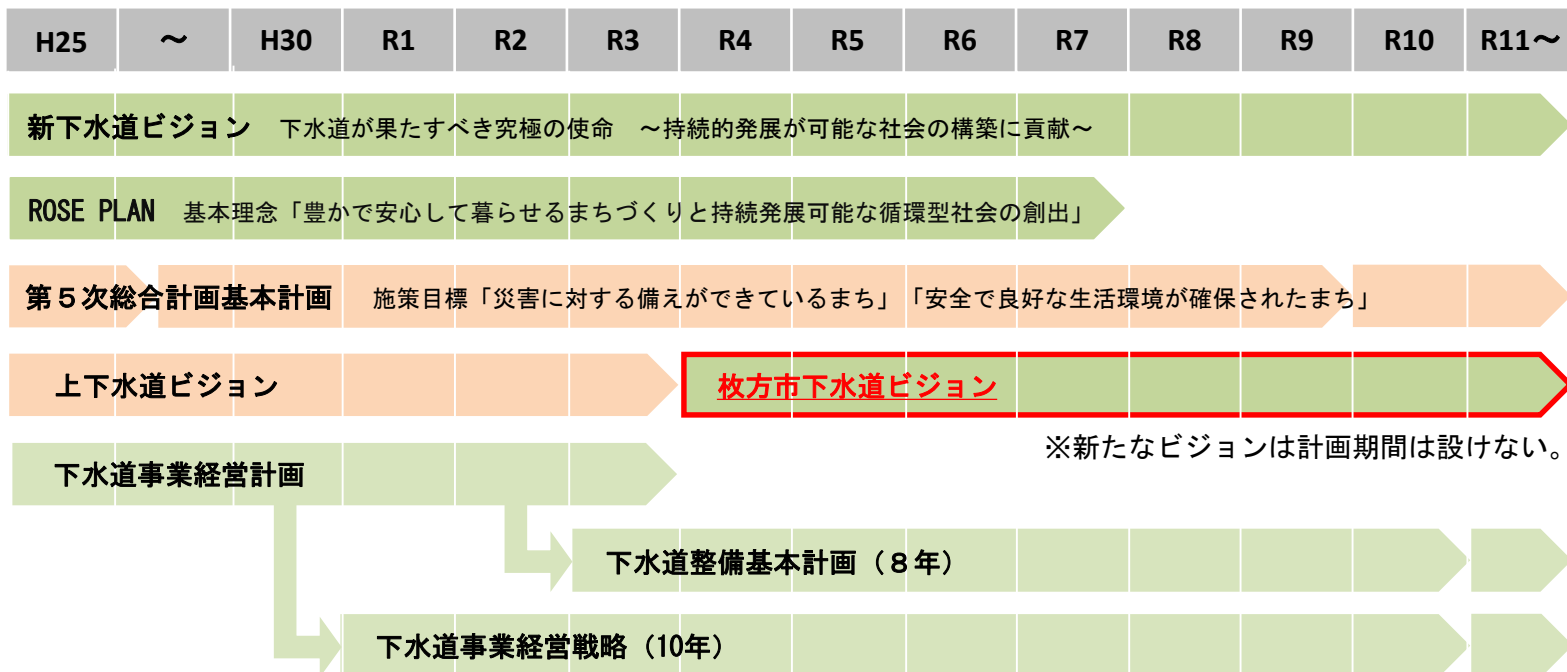 H25 ～ H30 R1 R2 R3 R4 R5 R6 R7 R8 R9 R10 R11～
新下水道ビジョン 下水道が果たすべき究極の使命 ～持続的発展が可能な社会の構築に貢献～
ROSE PLAN 基本理念「豊かで安心して暮らせるまちづくりと持続発展可能な循環型社会の創出」
第５次総合計画基本計画 施策目標「災害に対する備えができているまち」「安全で良好な生活環境が確保されたまち」
上下水道ビジョン 枚方市下水道ビジョン
※新たなビジョンは計画期間は設けない。
下水道事業経営計画
下水道整備基本計画（８年）
下水道事業経営戦略（10年）